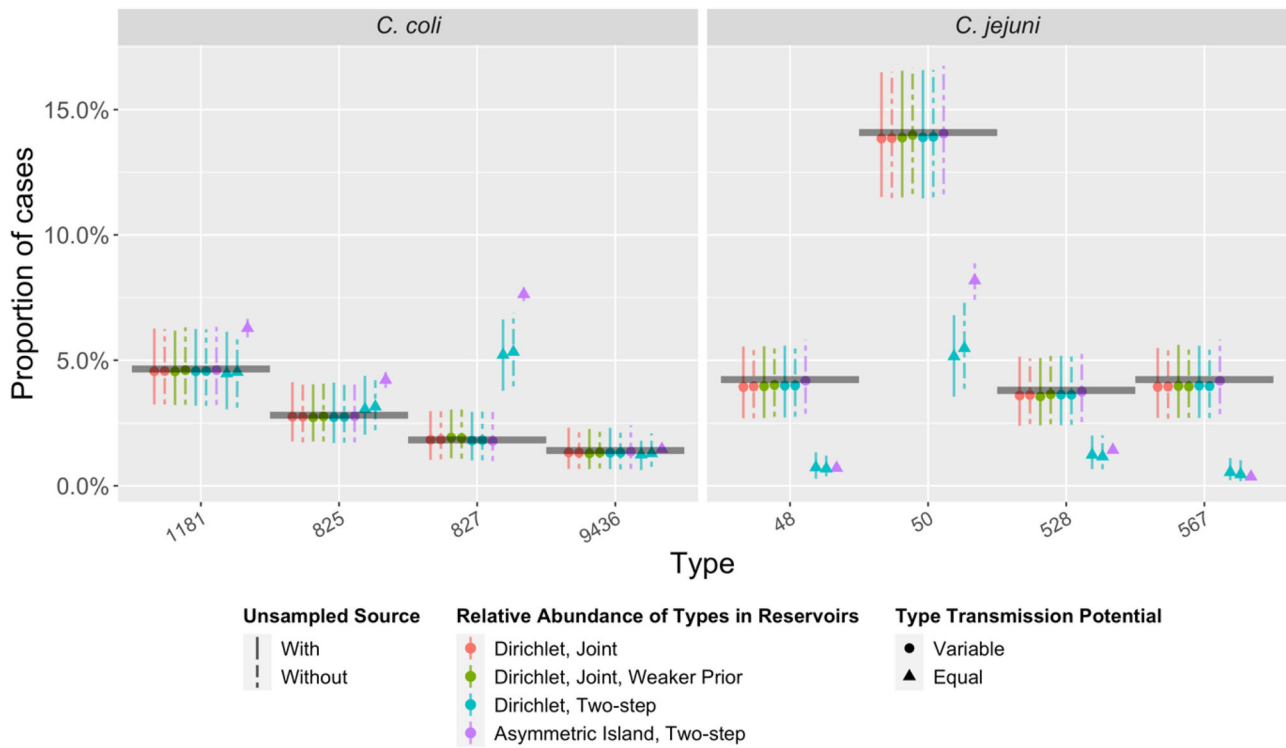 C. coli
C. jejuni
Proportion of cases
15.0%
10.0%
5.0%
0.0%
1181
825
827
9436
48
50
528
567
Type
Unsampled Source
With
Without
Relative Abundance of Types in Reservoirs
Dirichlet, Joint
Dirichlet, Joint, Weaker Prior
Dirichlet, Two-step
Asymmetric Island, Two-step
Type Transmission Potential
Variable
Equal